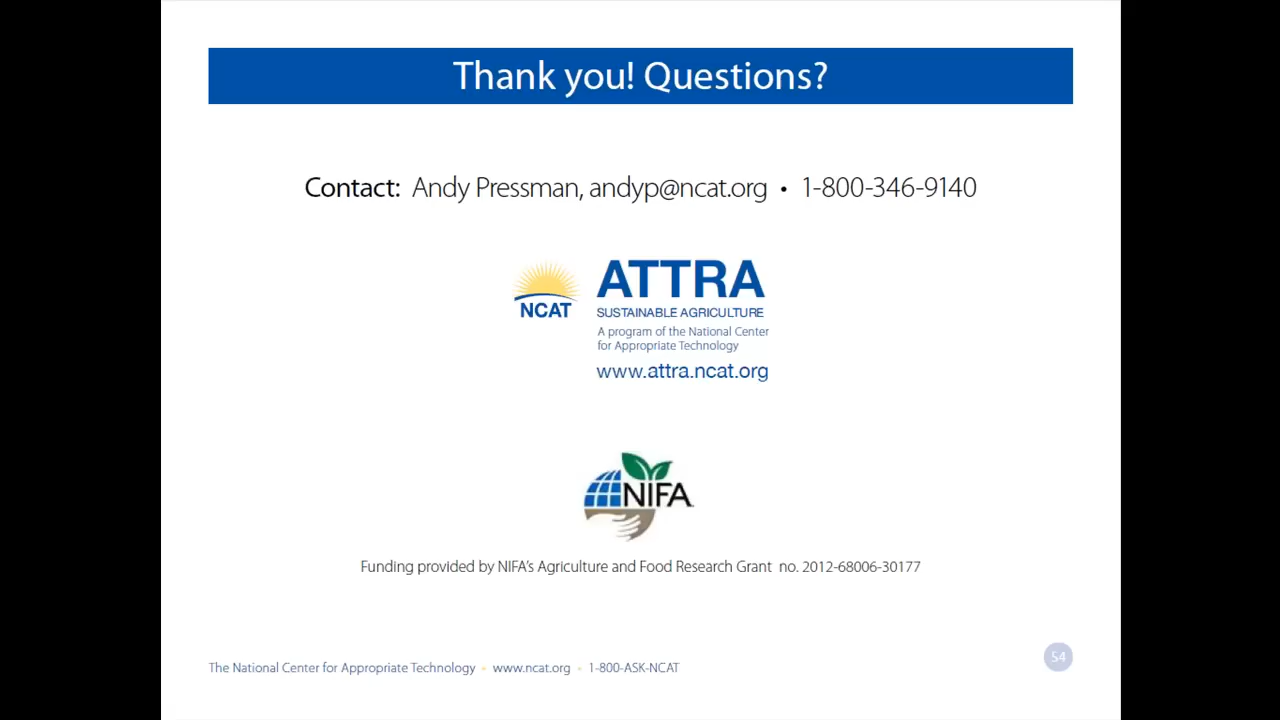 Thank you! Questions?
Contact: Andy Pressman, andyp@ncat.org • 1-800-346-9140
NCAT
ATTRA
SUSTAINABLE AGRICULTURE
A program of the National Center
for Appropriate Technology
www.attra.ncat.org
NIFA
Funding provided by NIFA's Agriculture and Food Research Grant no. 2012-68006-30177
The National Center for Appropriate Technology • www.ncat.org • 1-800-ASK-NCAT
54